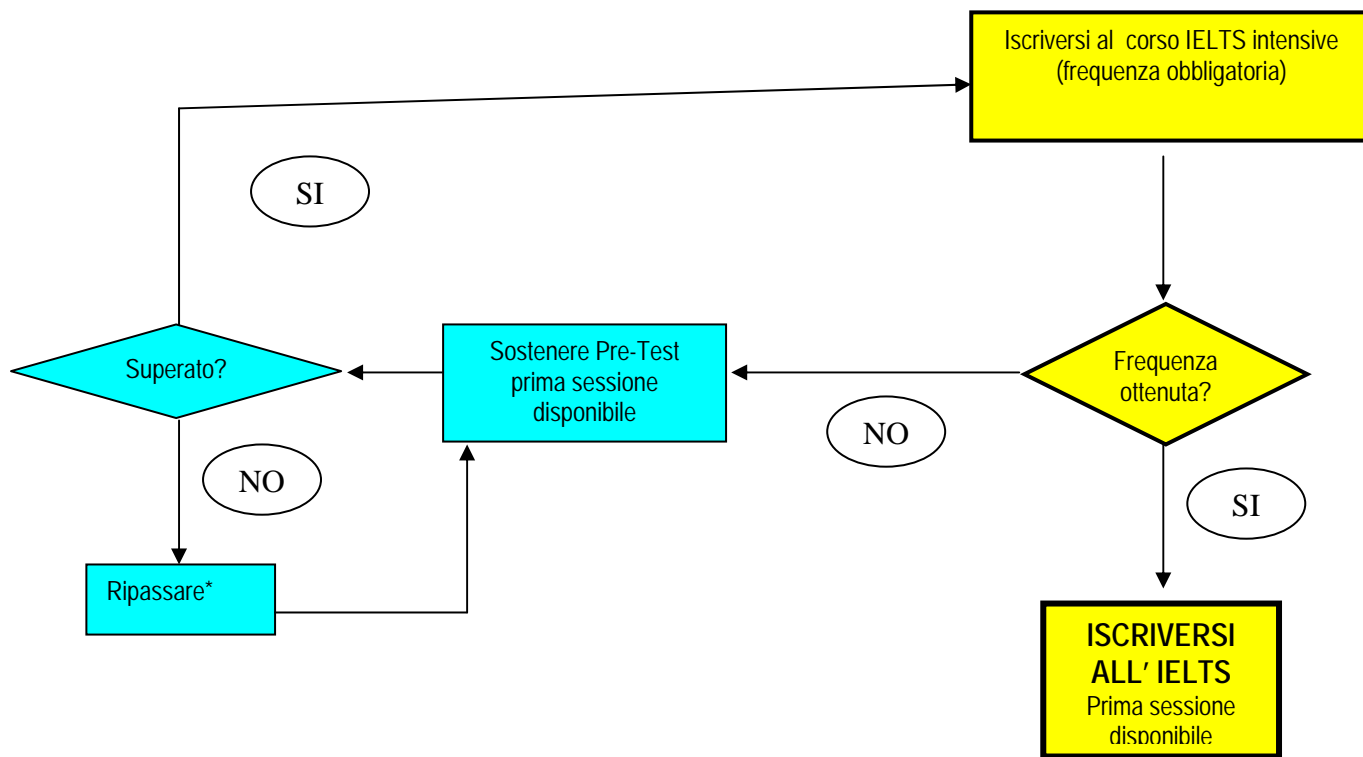 Iscriversi al corso IELTS intensive
(frequenza obbligatoria)
SI
Superato?
Sostenere Pre-Test
prima sessione
disponibile
Frequenza
ottenuta?
NO
NO
SI
Ripassare*
ISCRIVERSI
ALL' IELTS
Prima sessione
disponibile